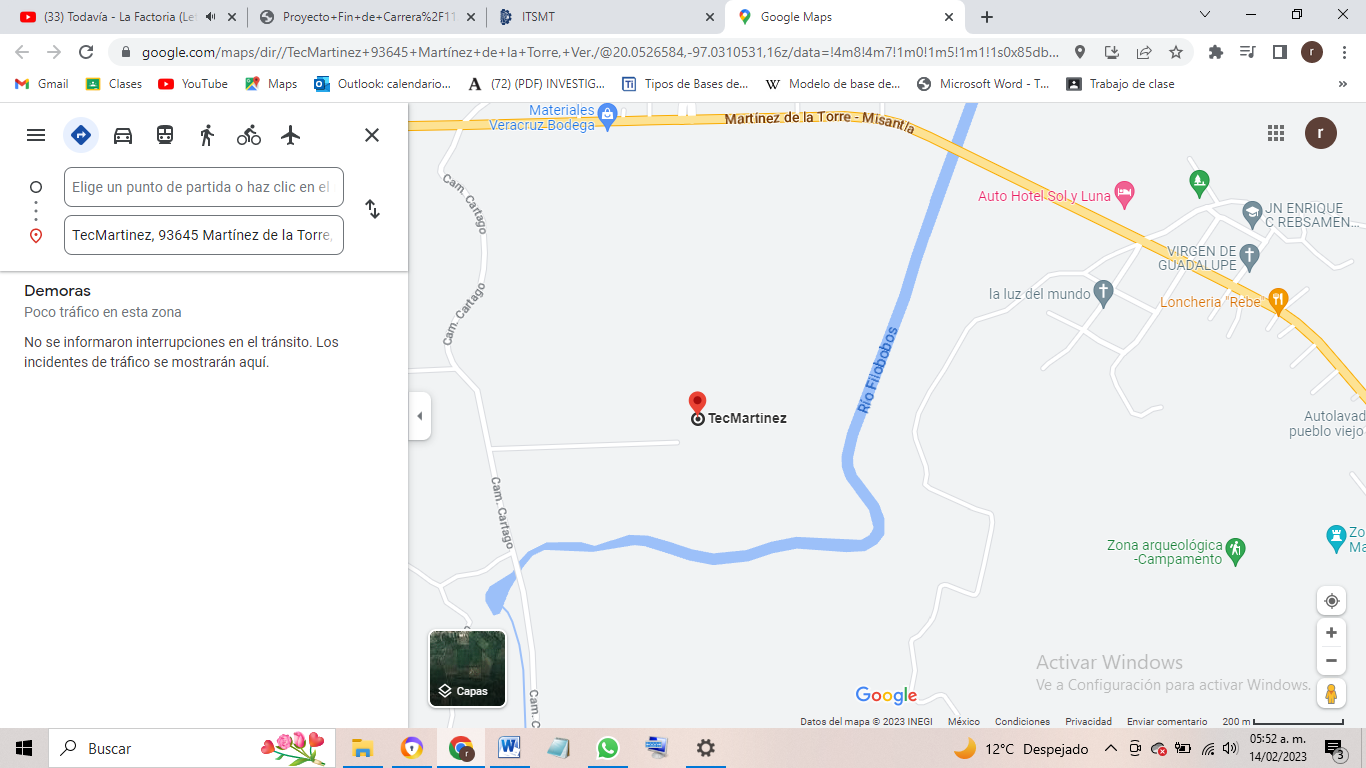 (33) Todavía - La Factoria (Let
Proyecto+Fin+de+Carrera%2F11
ITSMT
Google Maps
google.com/maps/dir//TecMartinez+93645+Martínez+de+la+Torre,+Ver./@20.0526584,-97.0310531,16z/data=!4m8!4m7!1m0!1m5!1m1!1s0x85db...
r
Gmail
Clases
YouTube
Maps
Outlook: calendario...
(72) (PDF) INVESTIG...
Tipos de Bases de...
Modelo de base de...
Microsoft Word - T...
Trabajo de clase
»
Elige un punto de partida o haz clic en el
TecMartinez, 93645 Martínez de la Torre,
Demoras
Poco tráfico en esta zona
No se informaron interrupciones en el tránsito. Los
incidentes de tráfico se mostrarán aquí.
Materiales
Veracruz Bodega
Martínez de la Torre - Misantla
r
Cam. Cartago
Auto Hotel Sol y Luna
JN ENRIQUE
C REBSAMEN...
VIRGEN DE
GUADALUPE
la luz del mundo
Loncheria "Rebe"
Cam. Cartago
Río Filobobos
TecMartinez
Autolavad
pueblo viejo
Cam. Cartago
Zona arqueológica
-Campamento
Zo
Ma
Capas
Cam. C
Google
Activar Windows
Ve a Configuración para activar Windows.
Datos del mapa © 2023 INEGI
México
Condiciones
Privacidad
Enviar comentario
200 m
Buscar
12°C Despejado
05:52 a. m.
14/02/2023
3